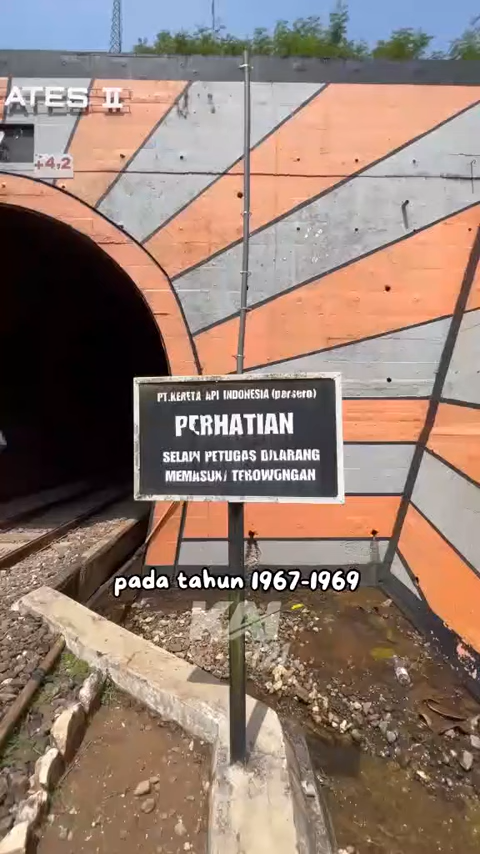 ATES II
+4,2
PT.KERETA API INDONESIA (persero)
PERHATIAN
SELAIN PETUGAS DILARANG
MEMASUKI TEROWONGAN
pada tahun 1967-1969
KAI